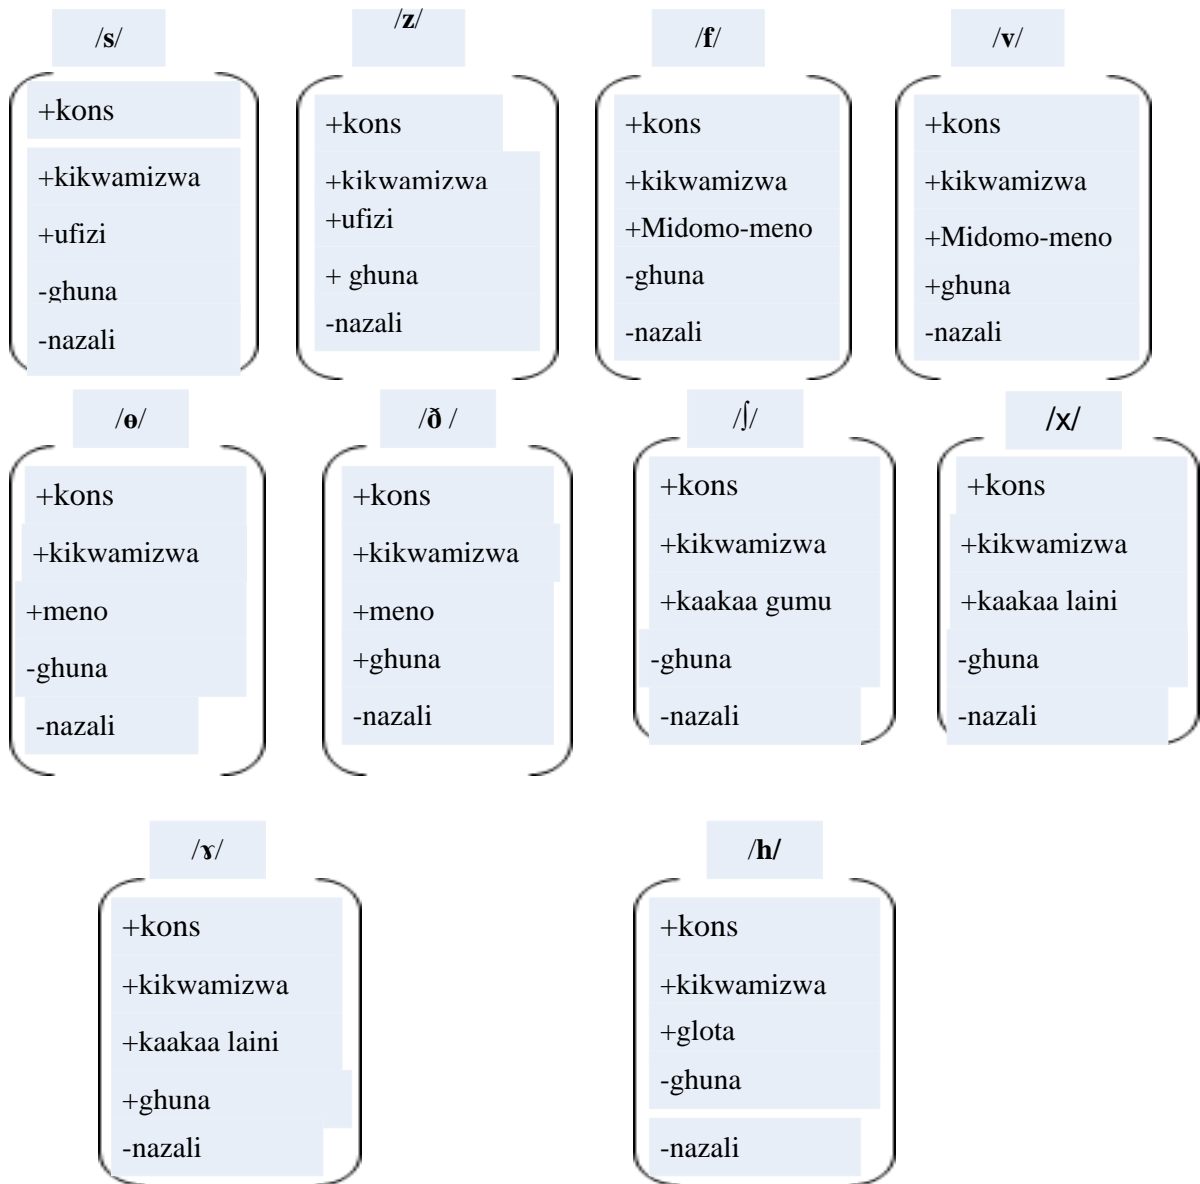 /s/
+kons
+kikwamizwa
+ufizi
-ghuna
-nazali
/z/
+kons
+kikwamizwa
+ufizi
+ ghuna
-nazali
/f/
+kons
+kikwamizwa
+Midomo-meno
-ghuna
-nazali
/v/
+kons
+kikwamizwa
+Midomo-meno
+ghuna
-nazali
/ɵ/
+kons
+kikwamizwa
+meno
-ghuna
-nazali
/ð /
+kons
+kikwamizwa
+meno
+ghuna
-nazali
/ʃ/
+kons
+kikwamizwa
+kaakaa gumu
-ghuna
-nazali
/x/
+kons
+kikwamizwa
+kaakaa laini
-ghuna
-nazali
/ɤ/
+kons
+kikwamizwa
+kaakaa laini
+ghuna
-nazali
/h/
+kons
+kikwamizwa
+glota
-ghuna
-nazali